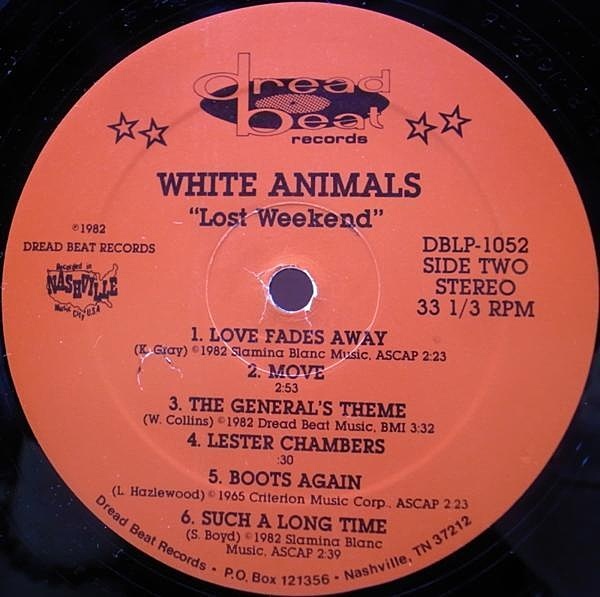 dread
beat
records
WHITE ANIMALS
"Lost Weekend"
℗1982
DREAD BEAT RECORDS
Recorded in
NASHVILLE
Music City U.S.A.
DBLP-1052
SIDE TWO
STEREO
33 1/3 RPM
1. LOVE FADES AWAY
(K. Gray) ©1982 Slamina Blanc Music, ASCAP 2:23
2. MOVE
2:53
3. THE GENERAL'S THEME
(W. Collins) ©1982 Dread Beat Music, BMI 3:32
4. LESTER CHAMBERS
:30
5. BOOTS AGAIN
(L. Hazlewood) ©1965 Criterion Music Corp., ASCAP 2:23
6. SUCH A LONG TIME
(S. Boyd) ©1982 Slamina Blanc
Music, ASCAP 2:39
Dread Beat Records • P.O. Box 121356 • Nashville, TN 37212